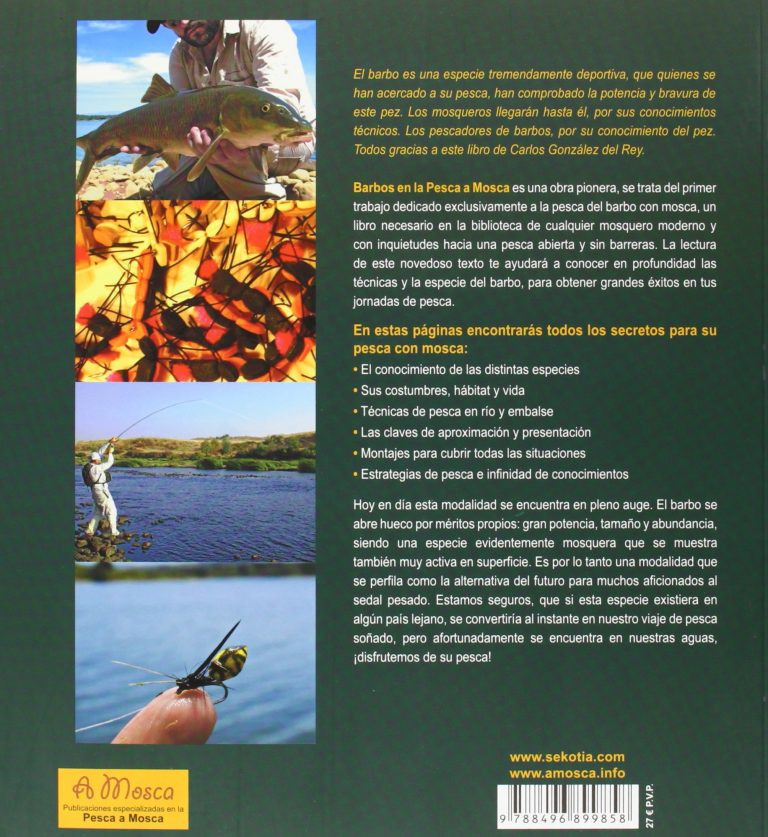 El barbo es una especie tremendamente deportiva, que quienes se
han acercado a su pesca, han comprobado la potencia y bravura de
este pez. Los mosqueros llegarán hasta él, por sus conocimientos
técnicos. Los pescadores de barbos, por su conocimiento del pez.
Todos gracias a este libro de Carlos González del Rey.
Barbos en la Pesca a Mosca es una obra pionera, se trata del primer
trabajo dedicado exclusivamente a la pesca del barbo con mosca, un
libro necesario en la biblioteca de cualquier mosquero moderno y
con inquietudes hacia una pesca abierta y sin barreras. La lectura
de este novedoso texto te ayudará a conocer en profundidad las
técnicas y la especie del barbo, para obtener grandes éxitos en tus
jornadas de pesca.
En estas páginas encontrarás todos los secretos para su
pesca con mosca:
• El conocimiento de las distintas especies
• Sus costumbres, hábitat y vida
• Técnicas de pesca en río y embalse
• Las claves de aproximación y presentación
• Montajes para cubrir todas las situaciones
• Estrategias de pesca e infinidad de conocimientos
Hoy en día esta modalidad se encuentra en pleno auge. El barbo se
abre hueco por méritos propios: gran potencia, tamaño y abundancia,
siendo una especie evidentemente mosquera que se muestra
también muy activa en superficie. Es por lo tanto una modalidad que
se perfila como la alternativa del futuro para muchos aficionados al
sedal pesado. Estamos seguros, que si esta especie existiera en
algún país lejano, se convertiría al instante en nuestro viaje de pesca
soñado, pero afortunadamente se encuentra en nuestras aguas,
¡disfrutemos de su pesca!
www.sekotia.com
www.amosca.info
A Mosca
Publicaciones especializadas en la
Pesca a Mosca
9 788496 899858
27 € P.V.P.